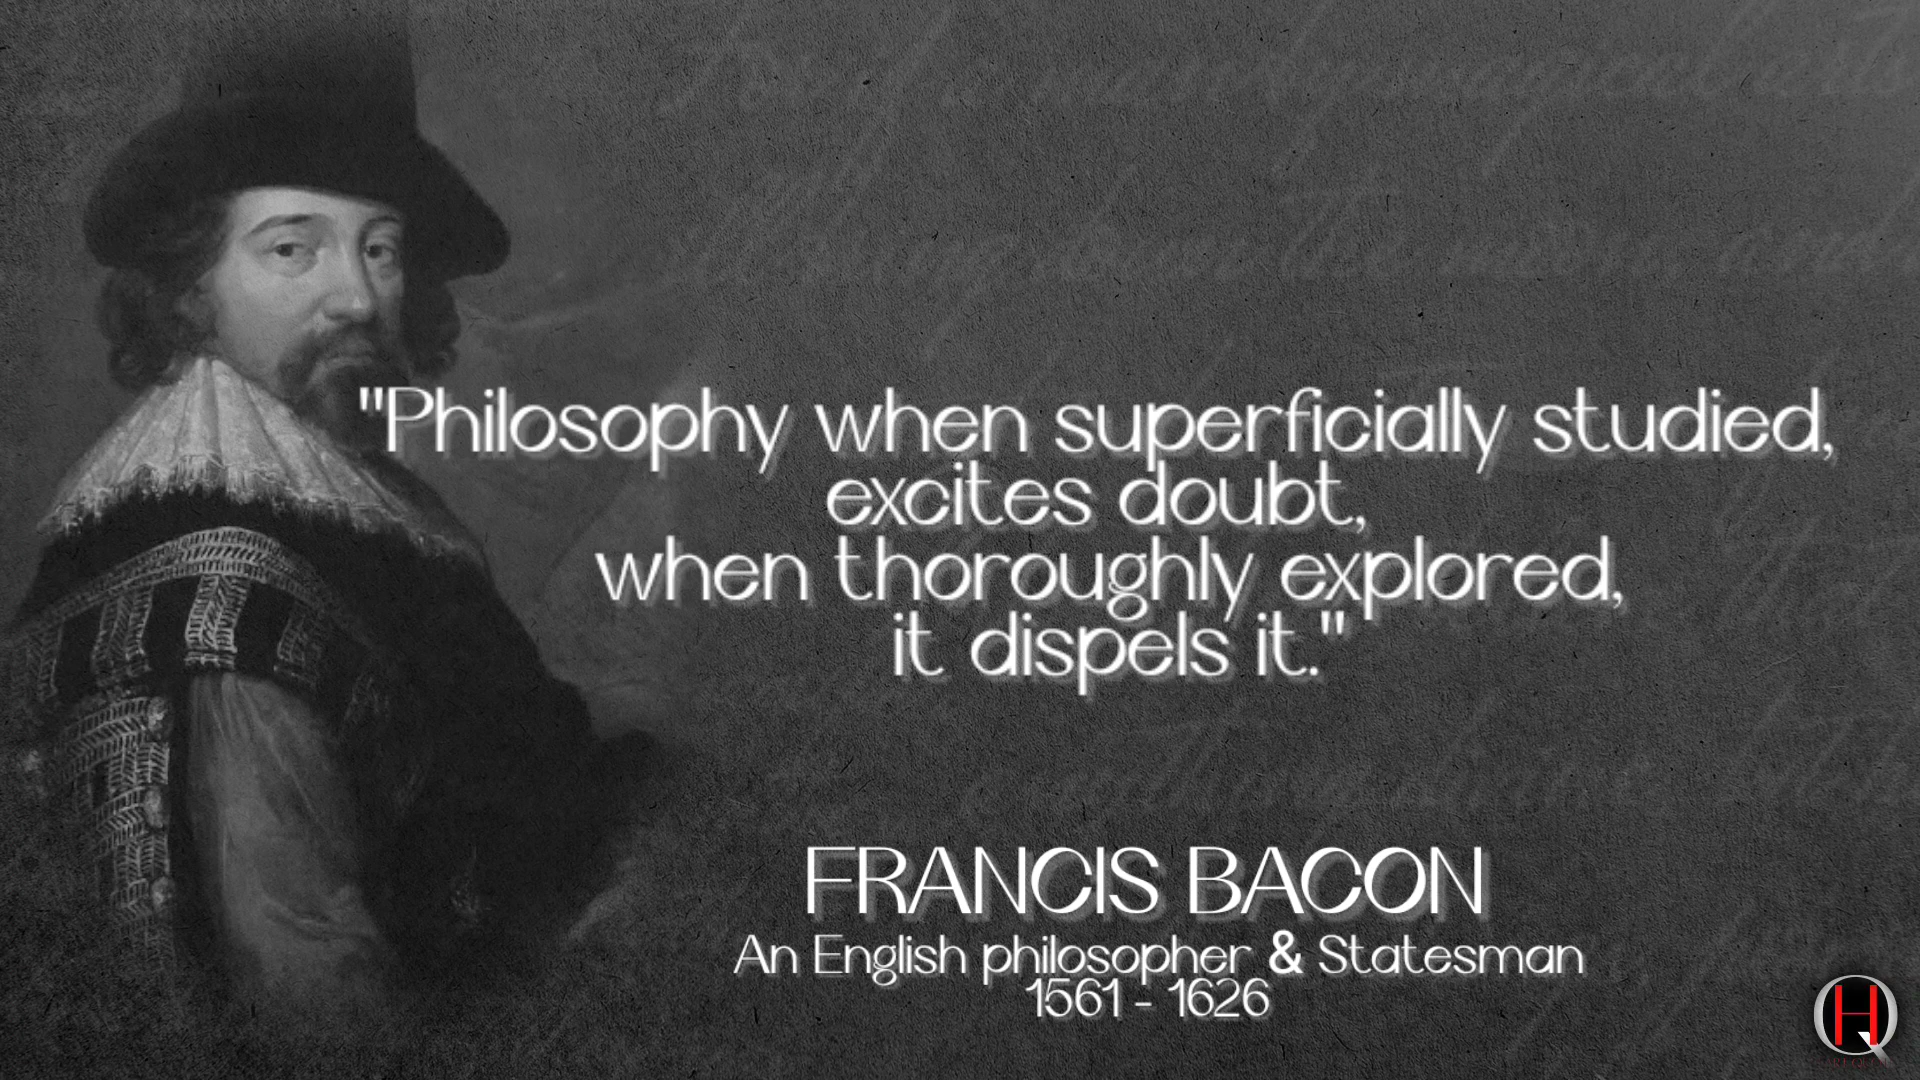 "Philosophy when superficially studied,
excites doubt,
when thoroughly explored,
it dispels it."
FRANCIS BACON
An English philosopher & Statesman
1561 - 1626
HQ